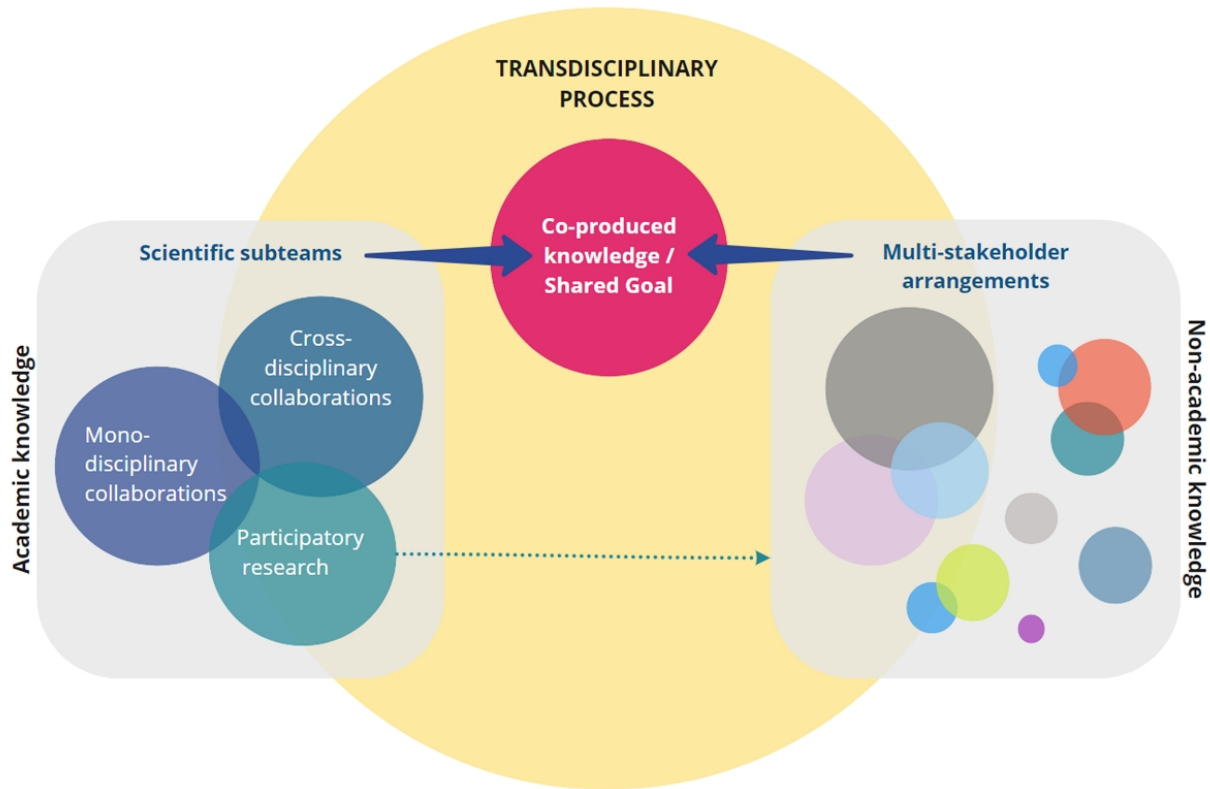 TRANSDISCIPLINARY
PROCESS
Co-produced
knowledge /
Shared Goal
Scientific subteams
Cross-
disciplinary
collaborations
Mono-
disciplinary
collaborations
Participatory
research
Academic knowledge
Multi-stakeholder
arrangements
Non-academic knowledge